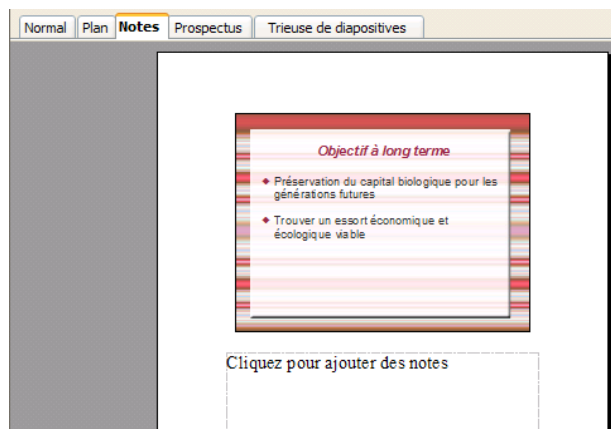 Normal Plan Notes Prospectus Trieuse de diapositives
Objectif à long terme
Préservation du capital biologique pour les
générations futures
Trouver un essort économique et
écologique viable
Cliquez pour ajouter des notes